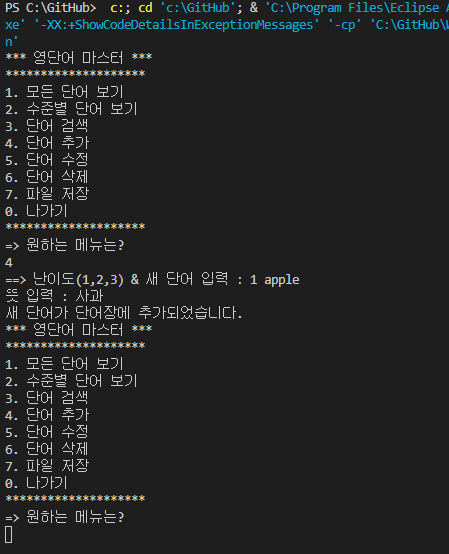 PS C:\GitHub>  c:; cd 'c:\GitHub'; & 'C:\Program Files\Eclipse A
xe' '-XX:+ShowCodeDetailsInExceptionMessages' '-cp' 'C:\GitHub\W
n'
*** 영단어 마스터 ***
********************
1. 모든 단어 보기
2. 수준별 단어 보기
3. 단어 검색
4. 단어 추가
5. 단어 수정
6. 단어 삭제
7. 파일 저장
0. 나가기
********************
=> 원하는 메뉴는?
4
==> 난이도(1,2,3) & 새 단어 입력 : 1 apple
뜻 입력 : 사과
새 단어가 단어장에 추가되었습니다.
*** 영단어 마스터 ***
********************
1. 모든 단어 보기
2. 수준별 단어 보기
3. 단어 검색
4. 단어 추가
5. 단어 수정
6. 단어 삭제
7. 파일 저장
0. 나가기
********************
=> 원하는 메뉴는?